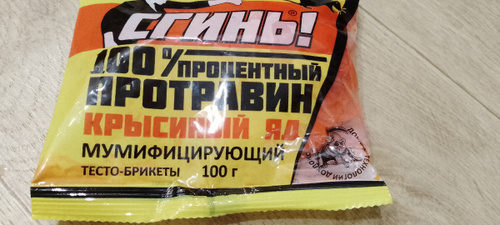 СГИНЬ!®
100%ПРОЦЕНТНЫЙ
ПРОТРАВИН
КРЫСИНЫЙ ЯД
МУМИФИЦИРУЮЩИЙ
ТЕСТО-БРИКЕТЫ 100 г